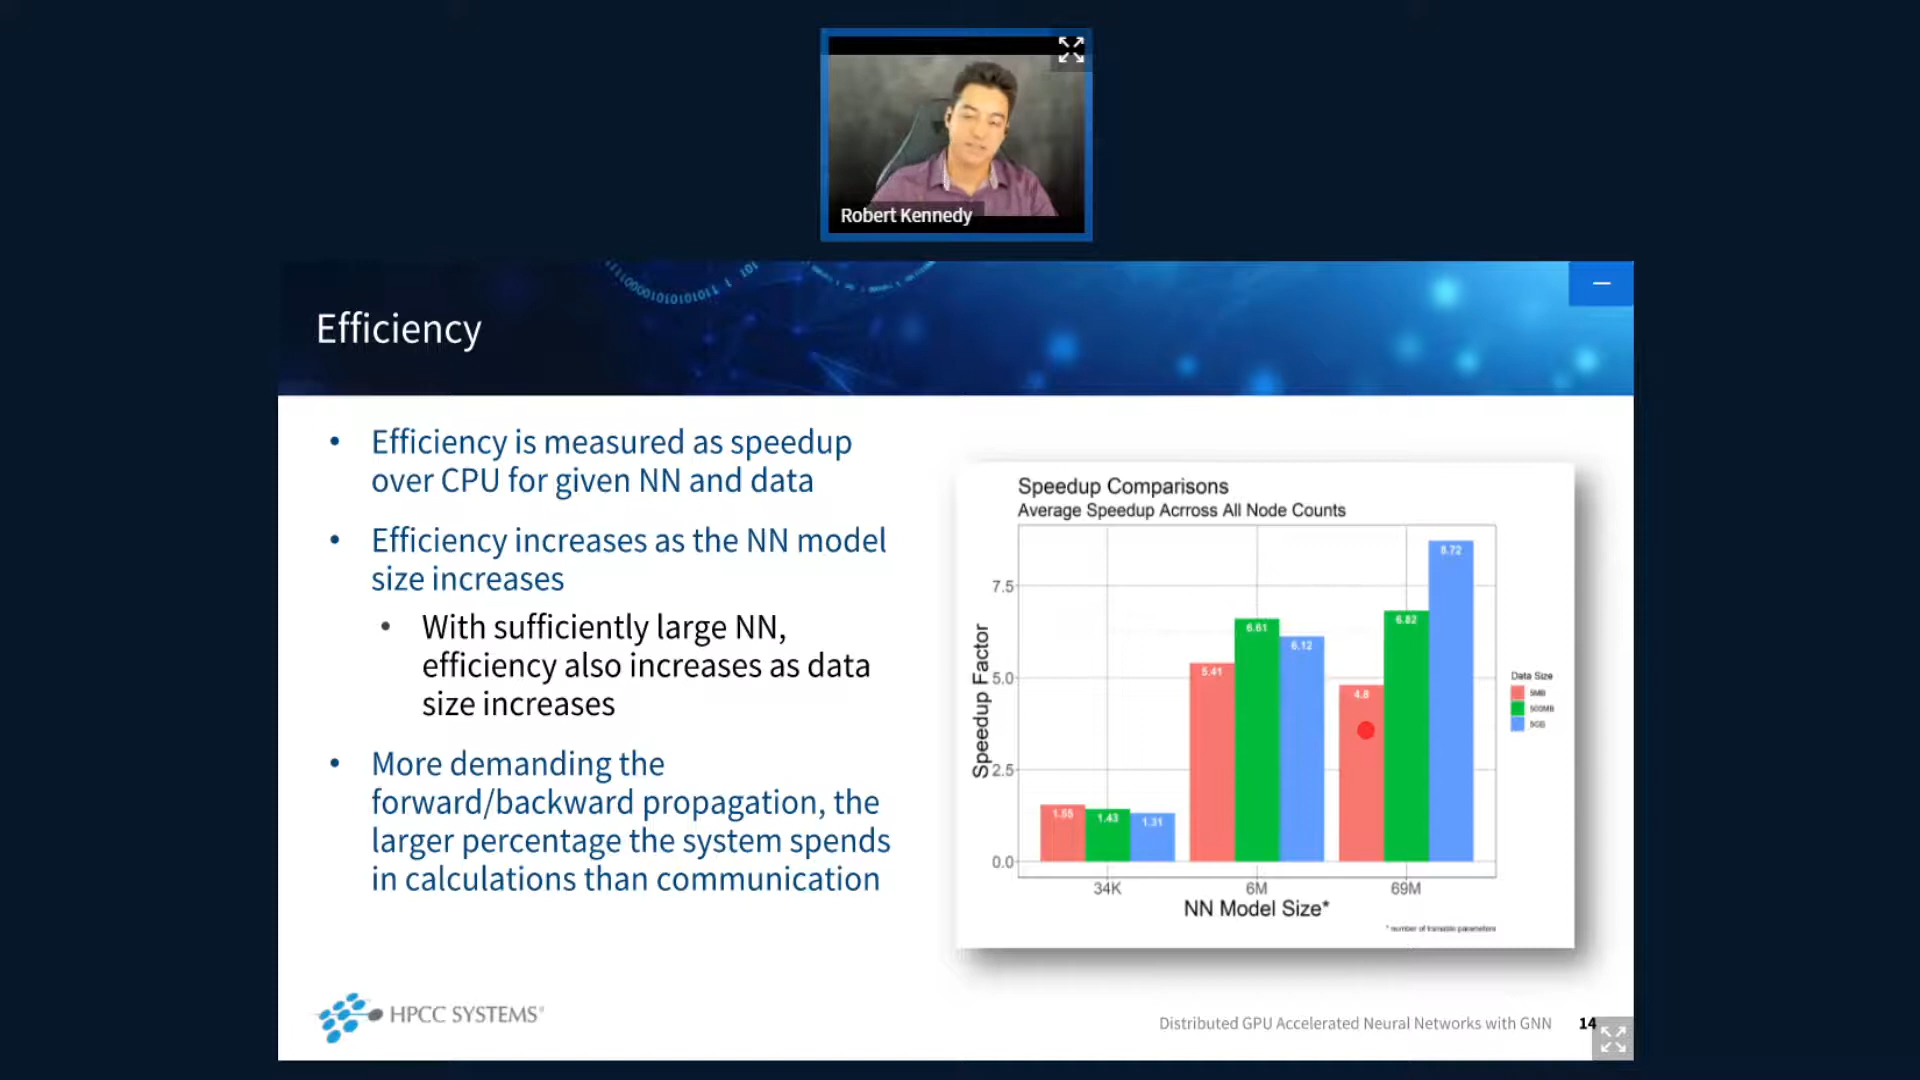 Robert Kennedy
Efficiency
• Efficiency is measured as speedup
over CPU for given NN and data
• Efficiency increases as the NN model
size increases
• With sufficiently large NN,
efficiency also increases as data
size increases
• More demanding the
forward/backward propagation, the
larger percentage the system spends
in calculations than communication
Speedup Comparisons
Average Speedup Acrross All Node Counts
Speedup Factor
7.5
5.0
2.5
0.0
1.55
1.43
1.31
5.41
6.61
6.12
4.8
6.82
8.72
34K
6M
69M
NN Model Size*
* number of trainable parameters
Data Size
5MB
500MB
5GB
HPCC SYSTEMS®
Distributed GPU Accelerated Neural Networks with GNN
14